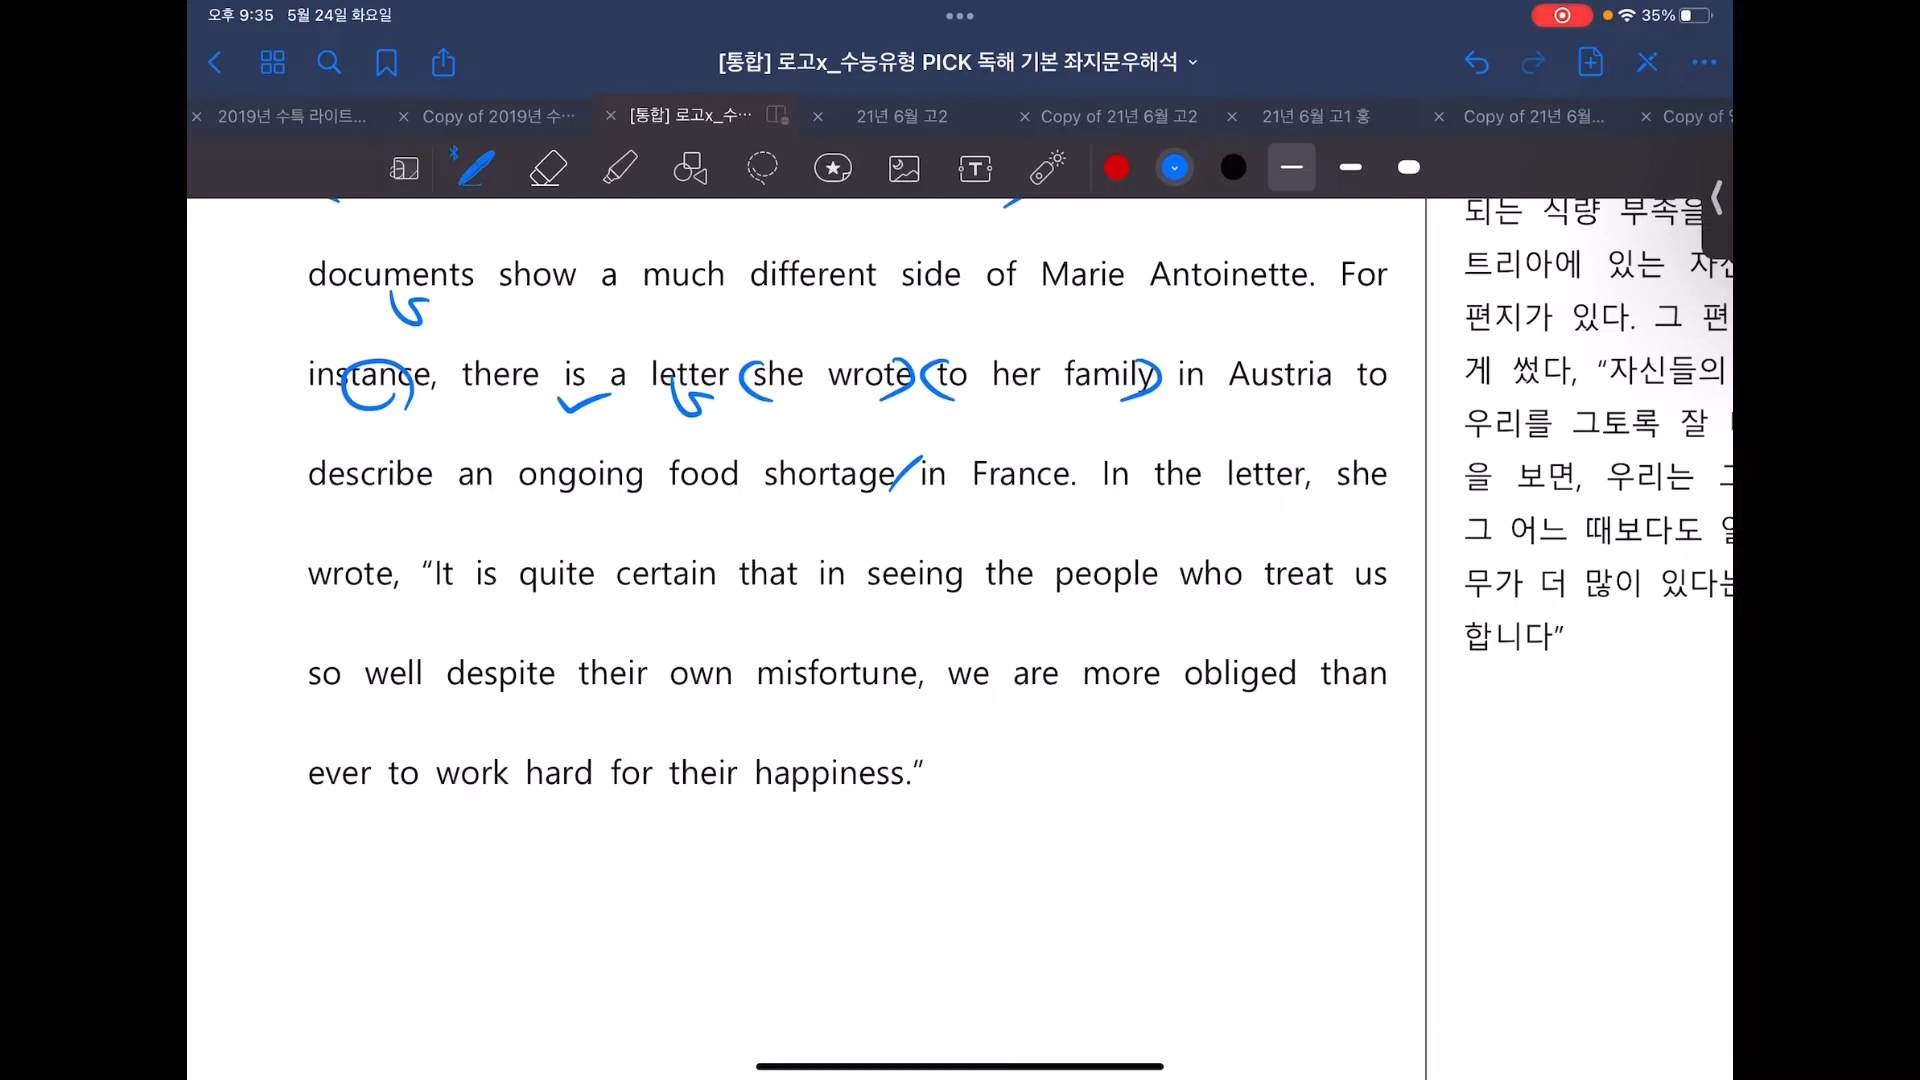 오후 9:35 5월 24일 화요일
35%
[통합] 로고x_수능유형 PICK 독해 기본 좌지문우해석
2019년 수특 라이트...
Copy of 2019년 수...
[통합] 로고x_수...
21년 6월 고2
Copy of 21년 6월 고2
21년 6월 고1 홍
Copy of 21년 6월...
Copy of
documents show a much different side of Marie Antoinette. For
instance, there is a letter she wrote to her family in Austria to
describe an ongoing food shortage in France. In the letter, she
wrote, “It is quite certain that in seeing the people who treat us
so well despite their own misfortune, we are more obliged than
ever to work hard for their happiness.”
되는 식량 부족을
트리아에 있는
편지가 있다. 그 편
게 썼다, “자신들의
우리를 그토록 잘
을 보면, 우리는
그 어느 때보다도
무가 더 많이 있다는
합니다”